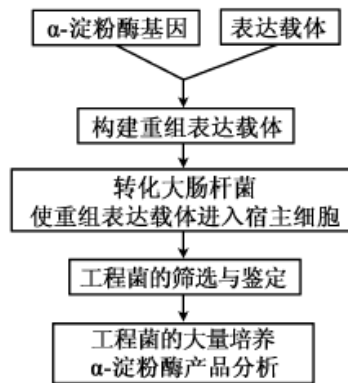 α-淀粉酶基因
表达载体
构建重组表达载体
转化大肠杆菌
使重组表达载体进入宿主细胞
工程菌的筛选与鉴定
工程菌的大量培养
α-淀粉酶产品分析